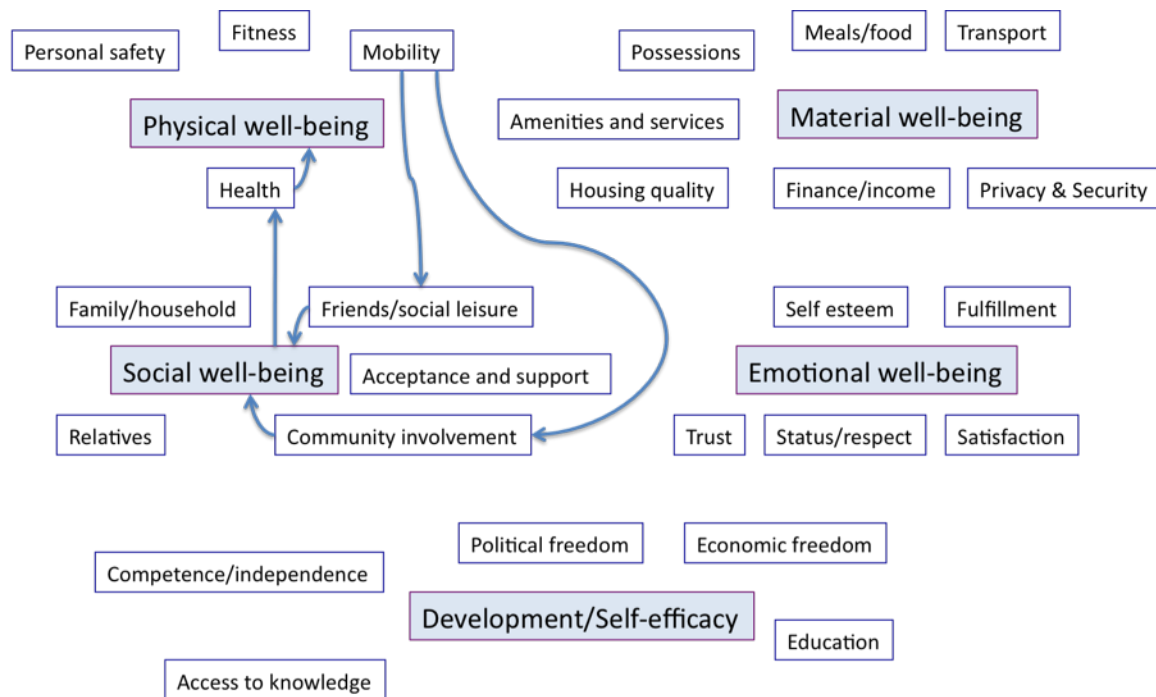 Personal safety
Fitness
Mobility
Possessions
Meals/food
Transport
Physical well-being
Amenities and services
Material well-being
Health
Housing quality
Finance/income
Privacy & Security
Family/household
Friends/social leisure
Self esteem
Fulfillment
Social well-being
Acceptance and support
Emotional well-being
Relatives
Community involvement
Trust
Status/respect
Satisfaction
Political freedom
Economic freedom
Competence/independence
Development/Self-efficacy
Education
Access to knowledge